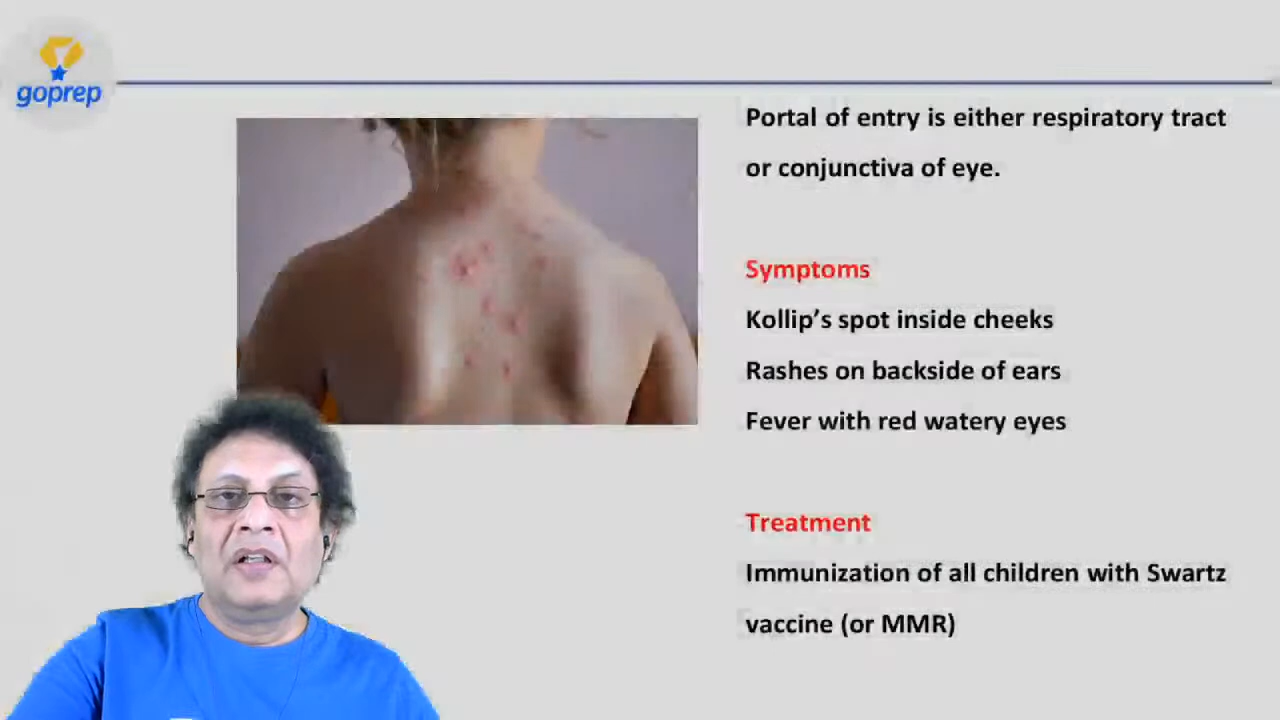 goprep
Portal of entry is either respiratory tract
or conjunctiva of eye.
Symptoms
Kollip's spot inside cheeks
Rashes on backside of ears
Fever with red watery eyes
Treatment
Immunization of all children with Swartz
vaccine (or MMR)